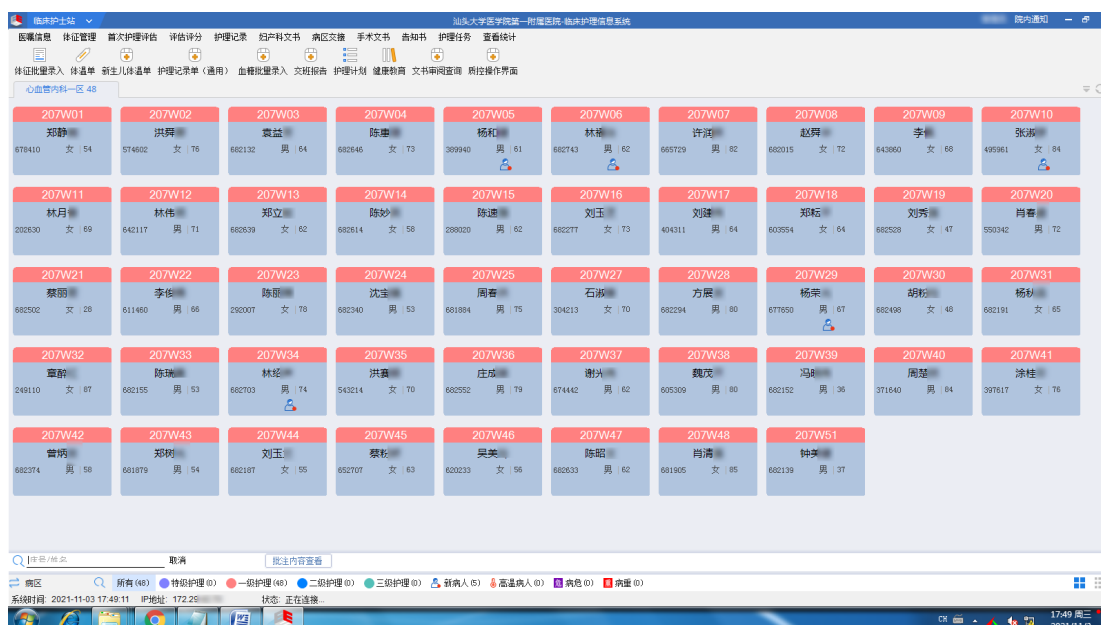 临床护士站 汕头大学医学院第一附属医院-临床护理信息系统 院内通知
医嘱信息 体征管理 首次护理评估 评估评分 护理记录 妇产科文书 病区交接 手术文书 告知书 护理任务 查看统计
体征批量录入 体温单 新生儿体温单 护理记录单（通用） 血糖批量录入 交班报告 护理计划 健康教育 文书审阅查询 质控操作界面
心血管内科一区 48
207W01 207W02 207W03 207W04 207W05 207W06 207W07 207W08 207W09 207W10
郑静 洪舜 袁益 陈重 杨和 林禧 许润 赵舜 李 张淑
678410 女 54 574602 女 76 682132 男 64 682646 女 73 389940 男 61 682743 男 62 665729 男 82 682015 女 72 643860 女 68 495961 女 84
207W11 207W12 207W13 207W14 207W15 207W16 207W17 207W18 207W19 207W20
林月 林伟 郑立 陈妙 陈速 刘玉 刘建 郑耘 刘秀 肖春
202630 女 69 642117 男 71 682639 女 62 682614 女 58 288020 男 62 682277 女 73 404311 男 64 603554 女 64 682528 女 47 550342 男 72
207W21 207W22 207W23 207W24 207W25 207W27 207W28 207W29 207W30 207W31
蔡丽 李俊 陈丽 沈宝 周春 石淑 方展 杨荣 胡粉 杨秋
682502 女 28 611460 男 66 292007 女 78 682340 男 53 681884 男 75 304213 女 70 682294 男 80 677650 男 67 682498 女 48 682191 女 65
207W32 207W33 207W34 207W35 207W36 207W37 207W38 207W39 207W40 207W41
章醉 陈瑞 林绍 洪赛 庄成 谢光 魏茂 冯 周楚 涂桂
249110 女 87 682155 男 53 682703 男 74 543214 女 70 682552 男 79 674442 男 62 605309 男 80 682152 男 36 371640 男 84 397617 女 76
207W42 207W43 207W44 207W45 207W46 207W47 207W48 207W51
曾炳 郑树 刘玉 蔡粉 吴美 陈昭 肖清 钟美
682374 男 58 681879 男 54 682187 女 55 652707 女 63 620233 女 56 682633 男 62 681905 女 85 682139 男 37
床号/姓名 取消 批注内容查看
病区 所有(48) 特级护理(0) 一级护理(48) 二级护理(0) 三级护理(0) 新病人(5) 高温病人(0) 病危(0) 病重(0)
系统时间: 2021-11-03 17:49:11 IP地址: 172.29 状态: 正在连接...
CH 17:49 周三